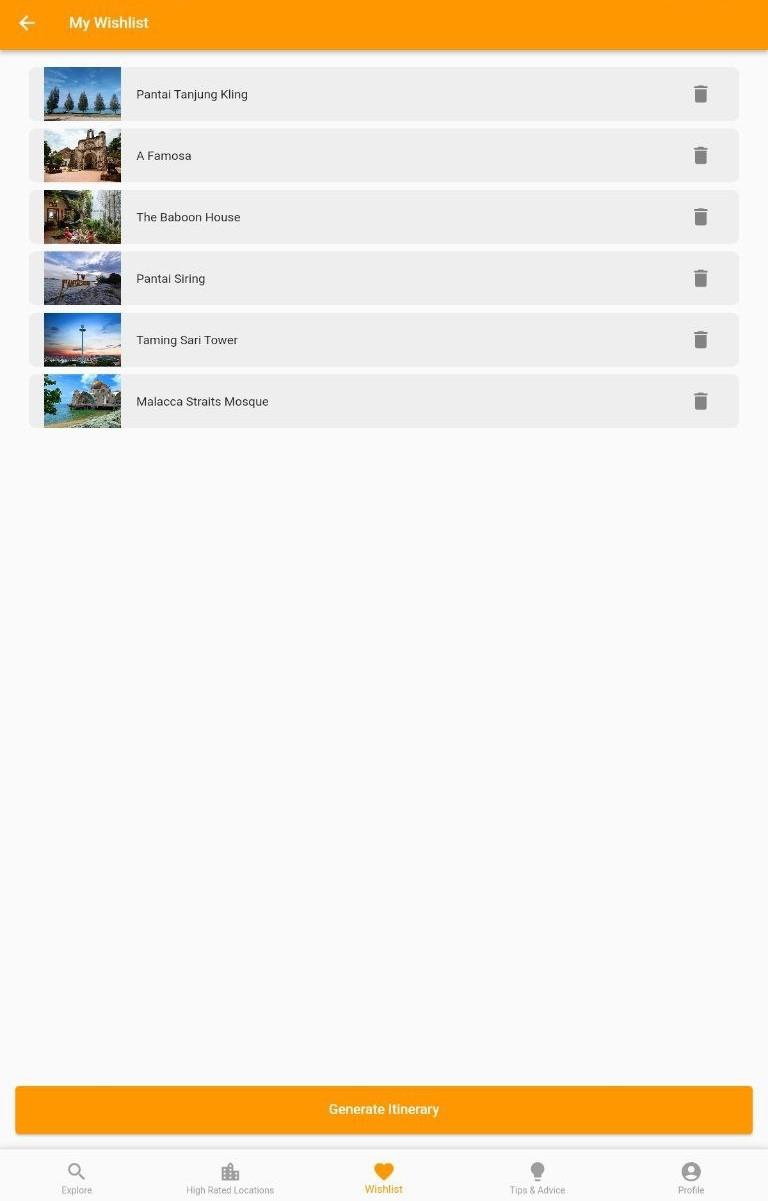 My Wishlist
Pantai Tanjung Kling
A Famosa
The Baboon House
Pantai Siring
Taming Sari Tower
Malacca Straits Mosque
Generate Itinerary
Explore
High Rated Locations
Wishlist
Tips & Advice
Profile